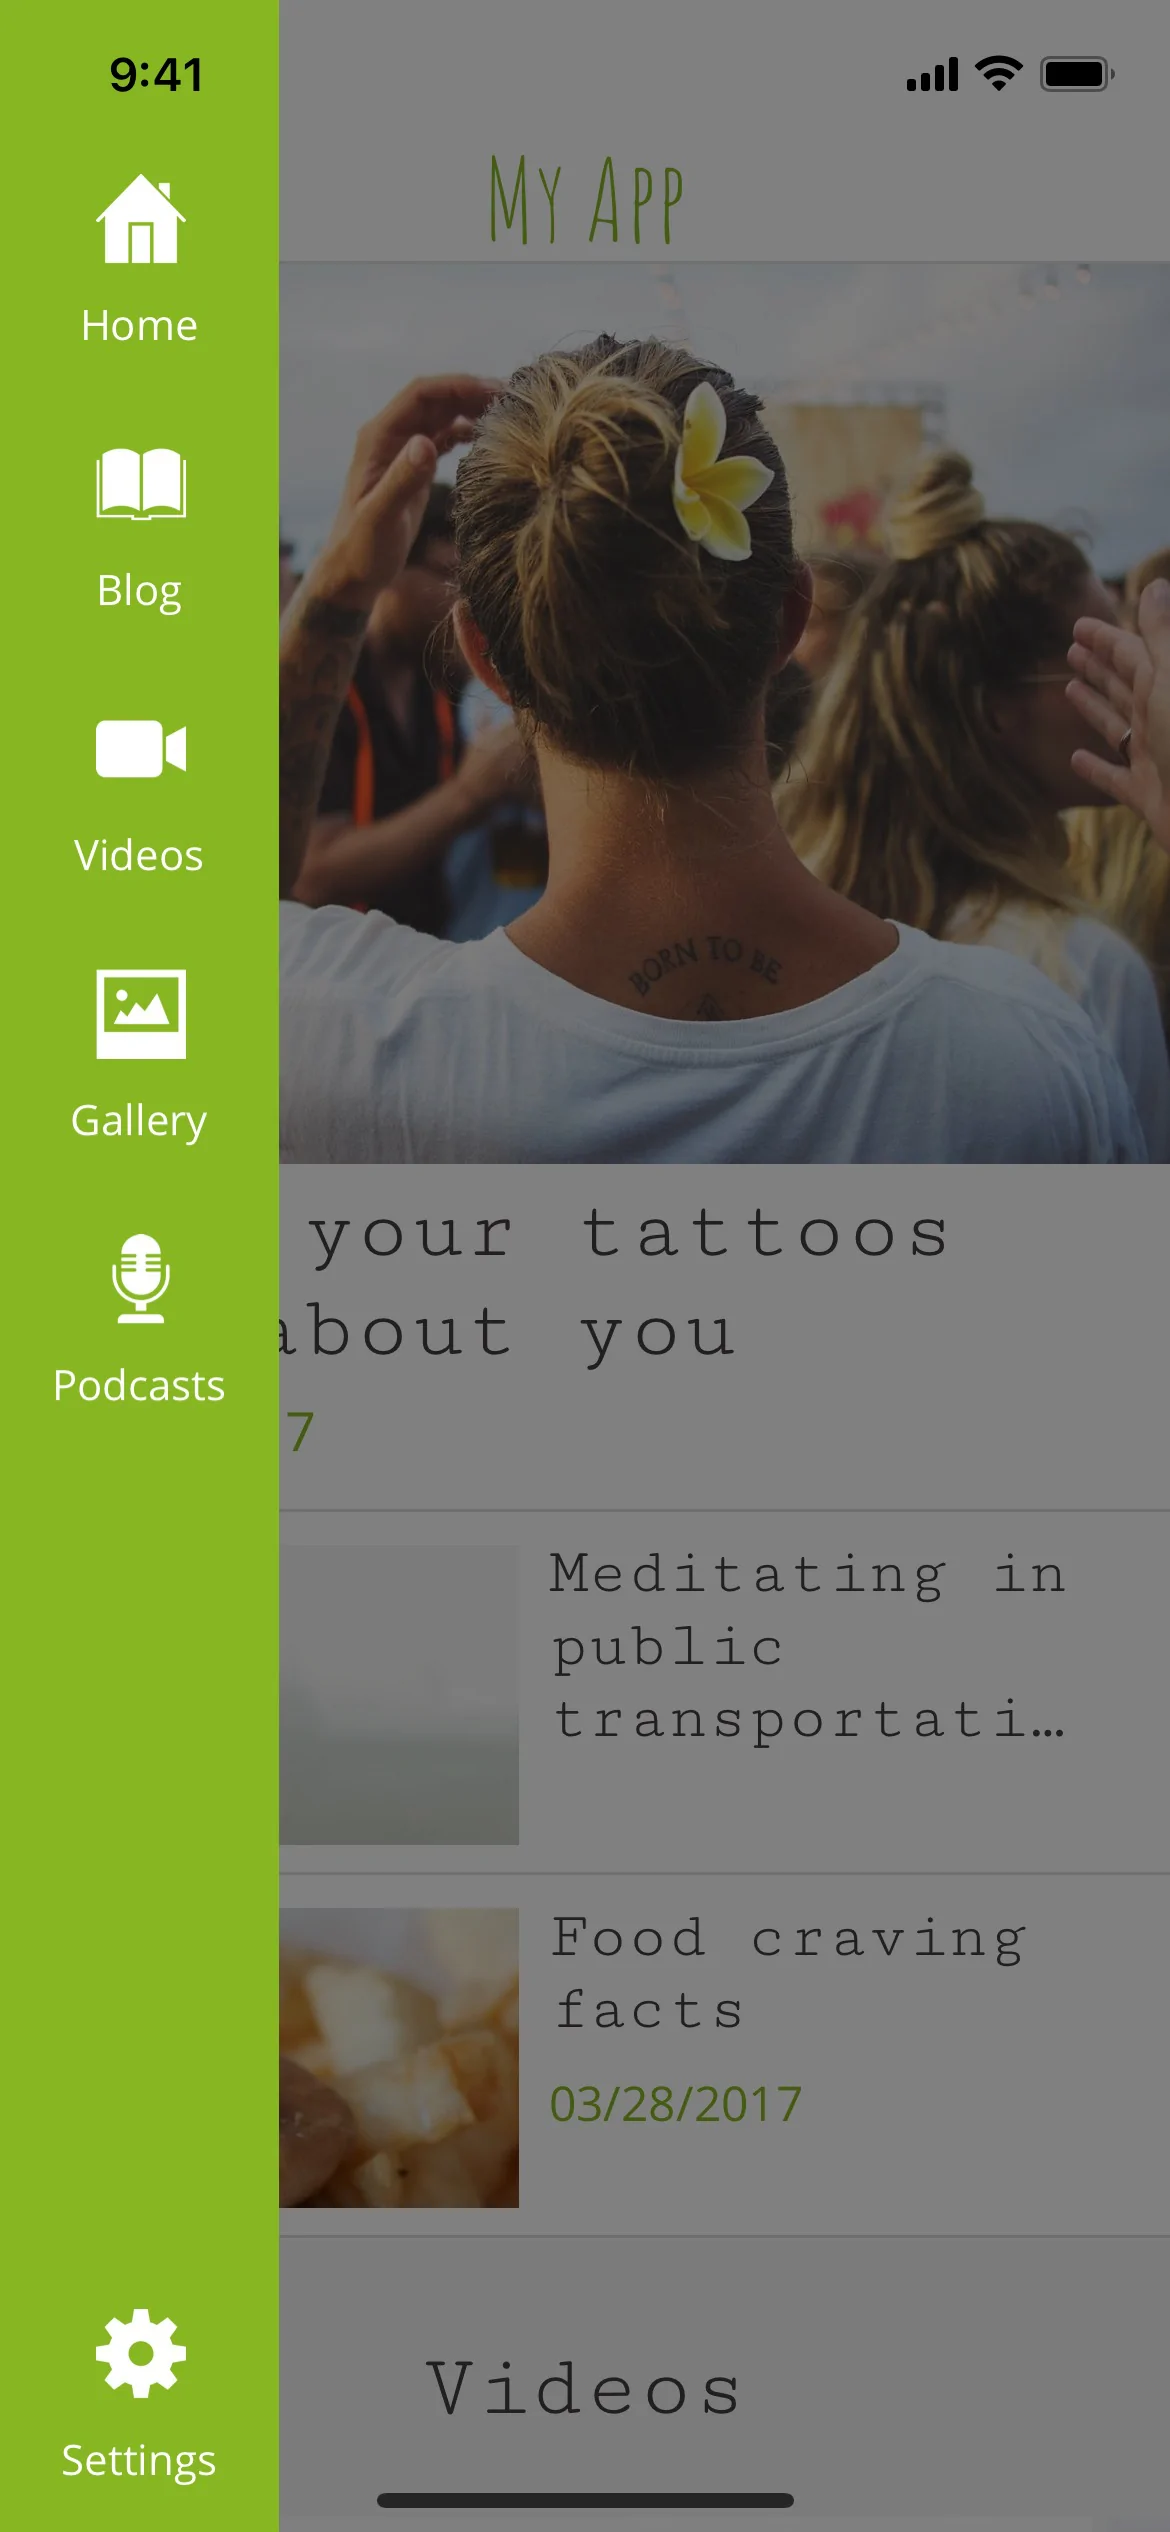 9:41
My App
Home
Blog
Videos
Gallery
Podcasts
Settings
BORN TO BE
your tattoos
about you
7
Meditating in
public
transportati…
Food craving
facts
03/28/2017
Videos